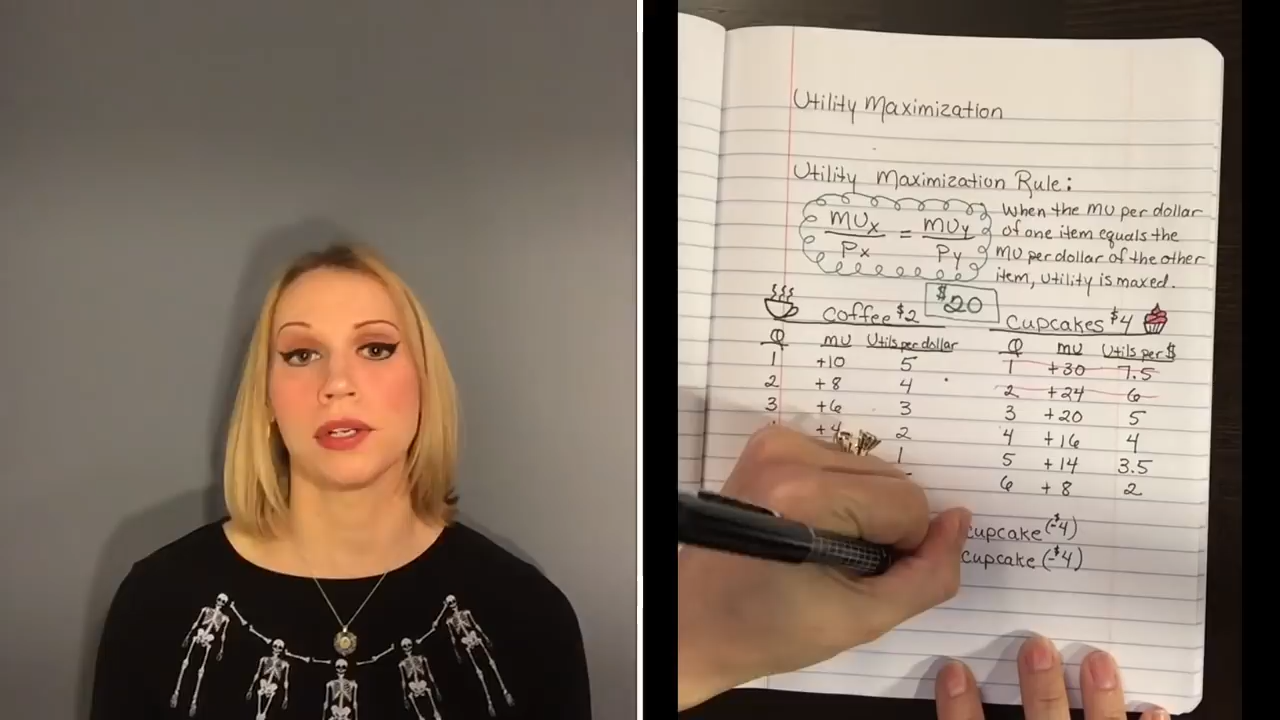 Utility Maximization
Utility Maximization Rule:
MUx = MUy
Px Py
When the MU per dollar
of one item equals the
MU per dollar of the other
item, utility is maxed.
$20
Coffee $2
Q MU Utils per dollar
1 +10 5
2 +8 4
3 +6 3
+4 2
1
Cupcakes $4
Q MU Utils per $
1 +30 7.5
2 +24 6
3 +20 5
4 +16 4
5 +14 3.5
6 +8 2
cupcake (-$4)
cupcake (-$4)